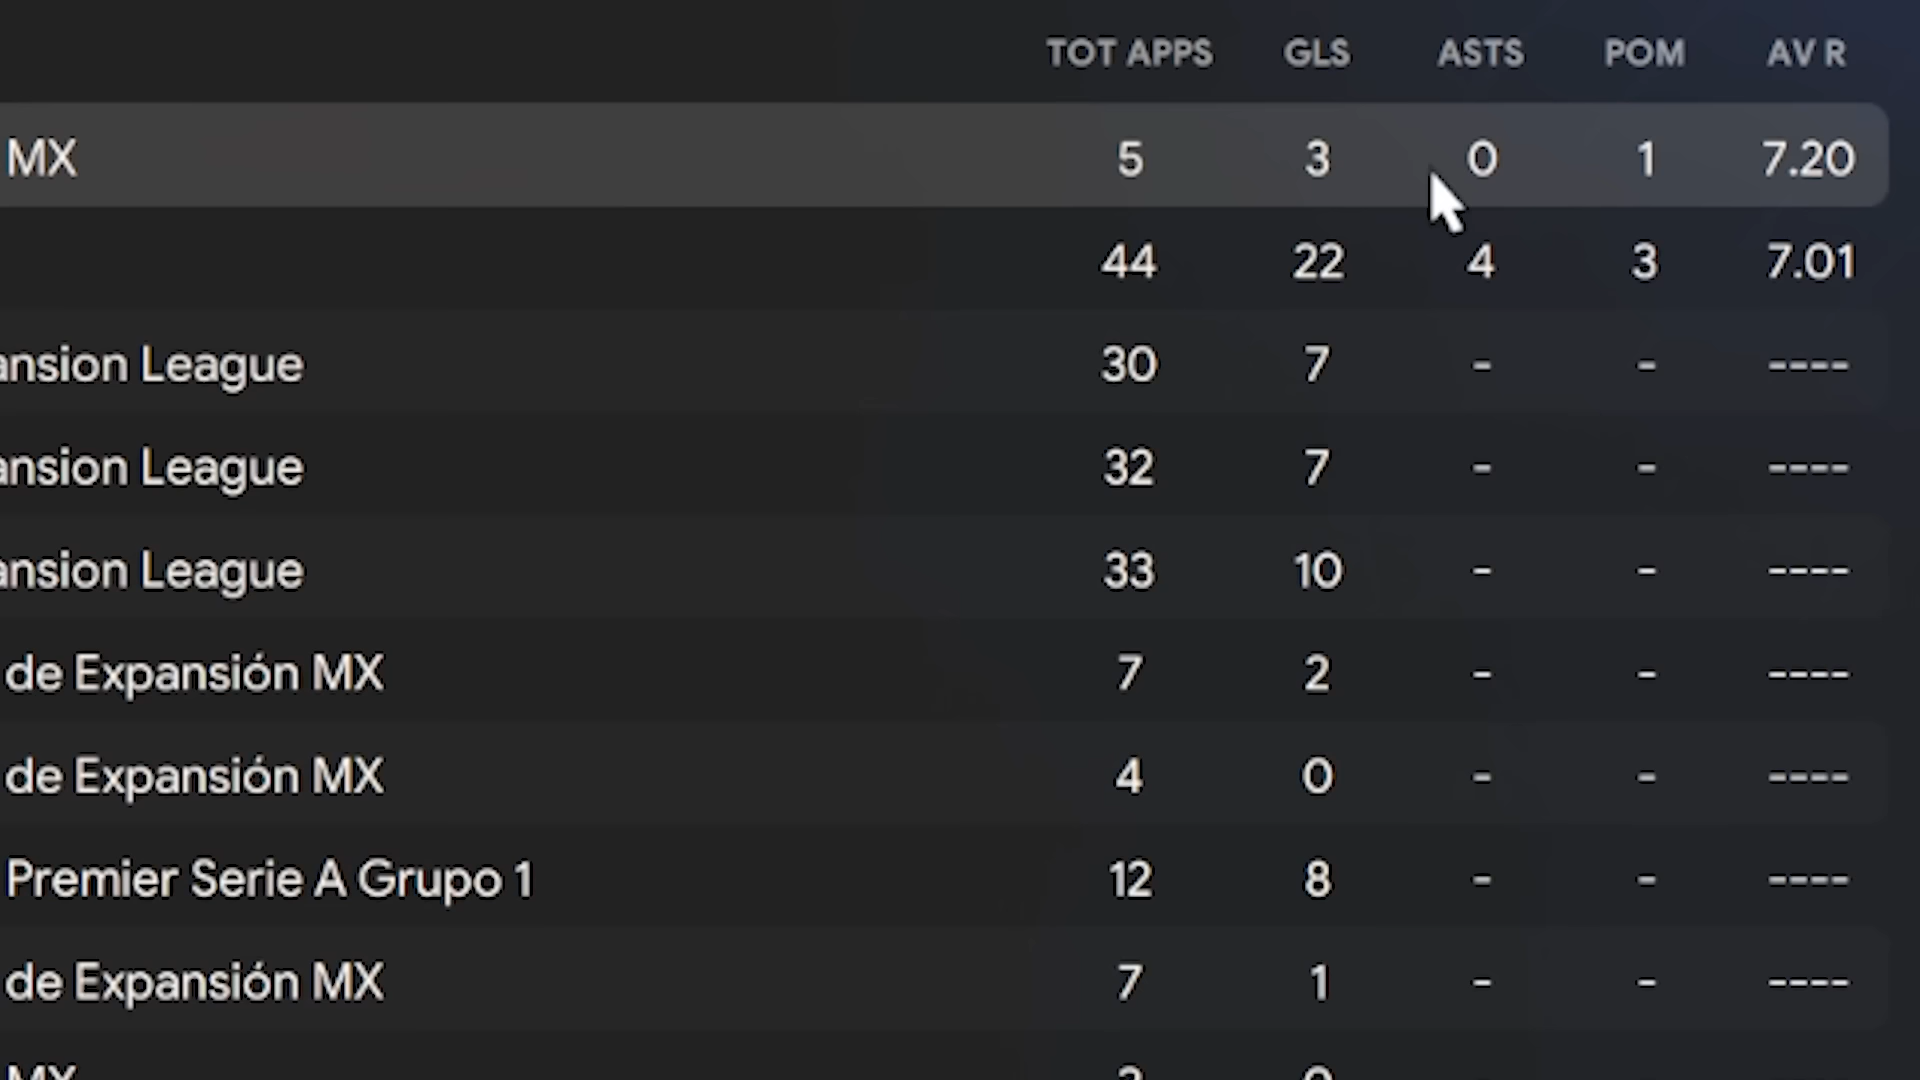 TOT APPS GLS ASTS POM AV R
MX 5 3 0 1 7.20
44 22 4 3 7.01
ansion League 30 7 - - ----
ansion League 32 7 - - ----
ansion League 33 10 - - ----
de Expansión MX 7 2 - - ----
de Expansión MX 4 0 - - ----
Premier Serie A Grupo 1 12 8 - - ----
de Expansión MX 7 1 - - ----
MX